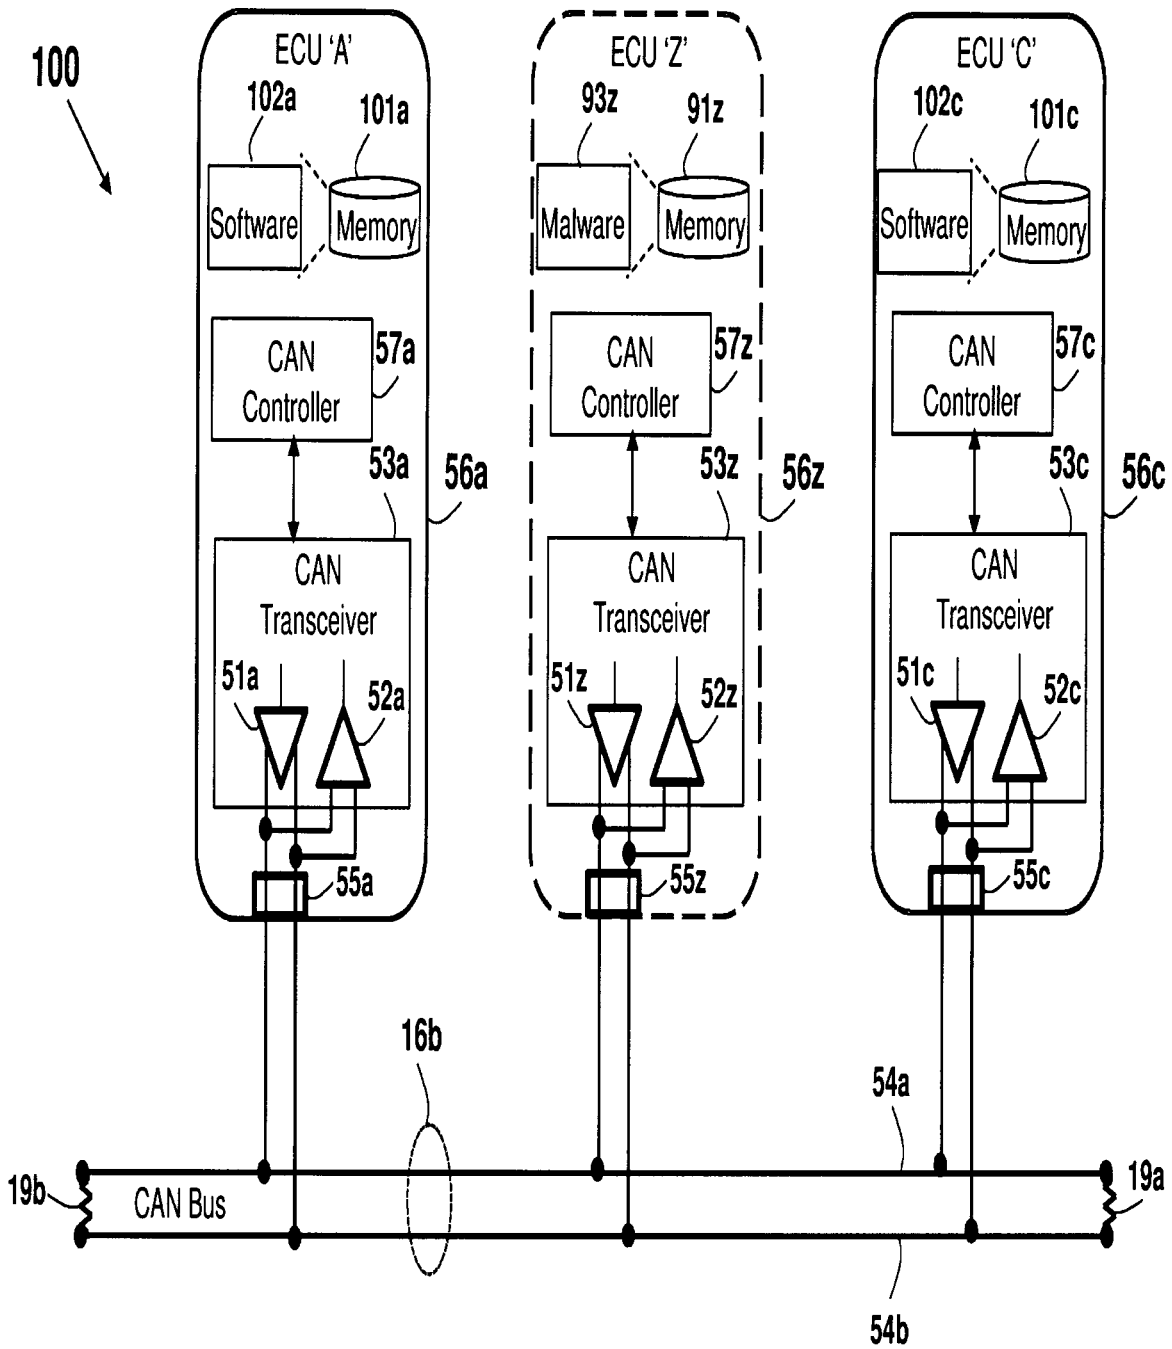 100
ECU 'A'
102a
101a
Software
Memory
CAN
Controller
57a
53a
56a
CAN
Transceiver
51a
52a
55a
ECU 'Z'
93z
91z
Malware
Memory
CAN
Controller
57z
53z
56z
CAN
Transceiver
51z
52z
55z
ECU 'C'
102c
101c
Software
Memory
CAN
Controller
57c
53c
56c
CAN
Transceiver
51c
52c
55c
16b
54a
19b
CAN Bus
19a
54b